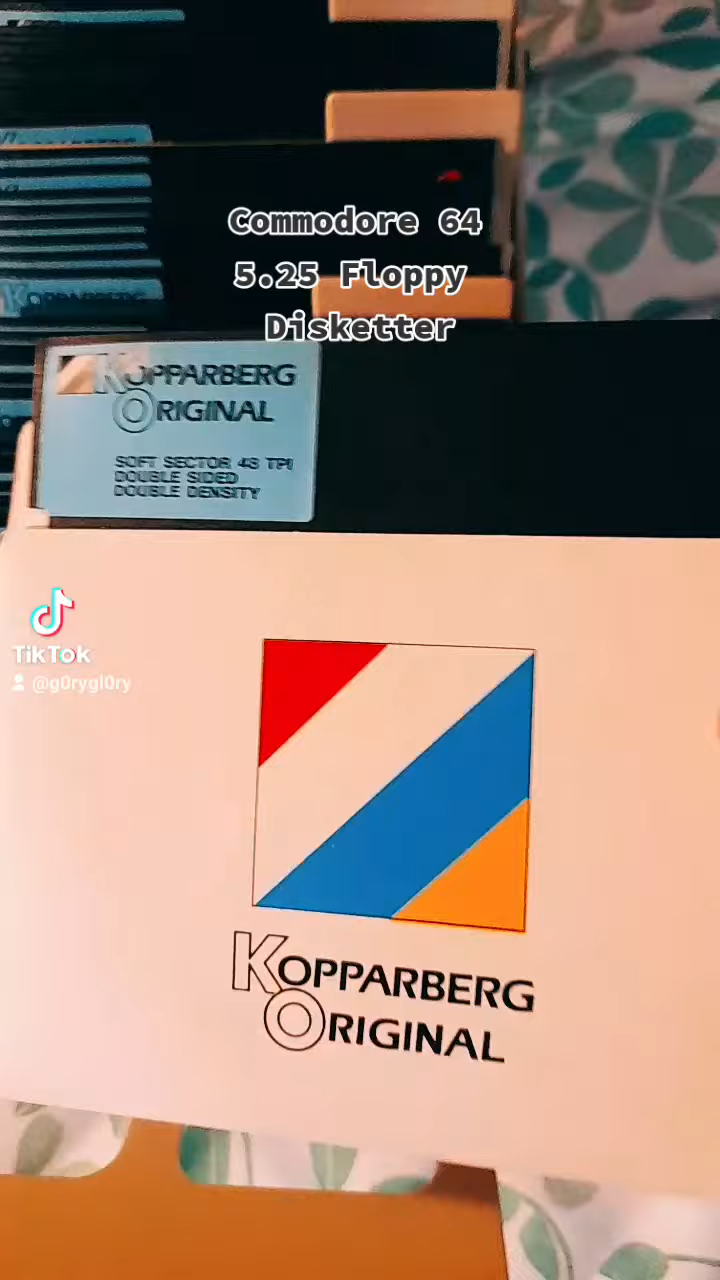 Commodore 64
5.25 Floppy
Disketter
KOPPARBERG
KOPPARBERG
ORIGINAL
SOFT SECTOR 48 TPI
DOUBLE SIDED
DOUBLE DENSITY
TikTok
@g0rygl0ry
KOPPARBERG
ORIGINAL